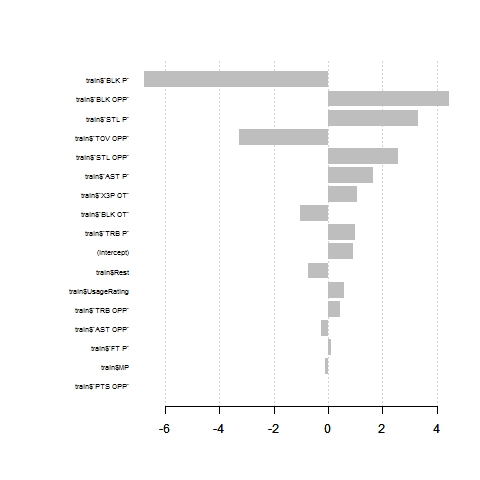 train$`BLK P`
train$`BLK OPP`
train$`STL P`
train$`TOV OPP`
train$`STL OPP`
train$`AST P`
train$`X3P OT`
train$`BLK OT`
train$`TRB P`
(Intercept)
train$Rest
train$UsageRating
train$`TRB OPP`
train$`AST OPP`
train$`FT P`
train$MP
train$`PTS OPP`
-6 -4 -2 0 2 4